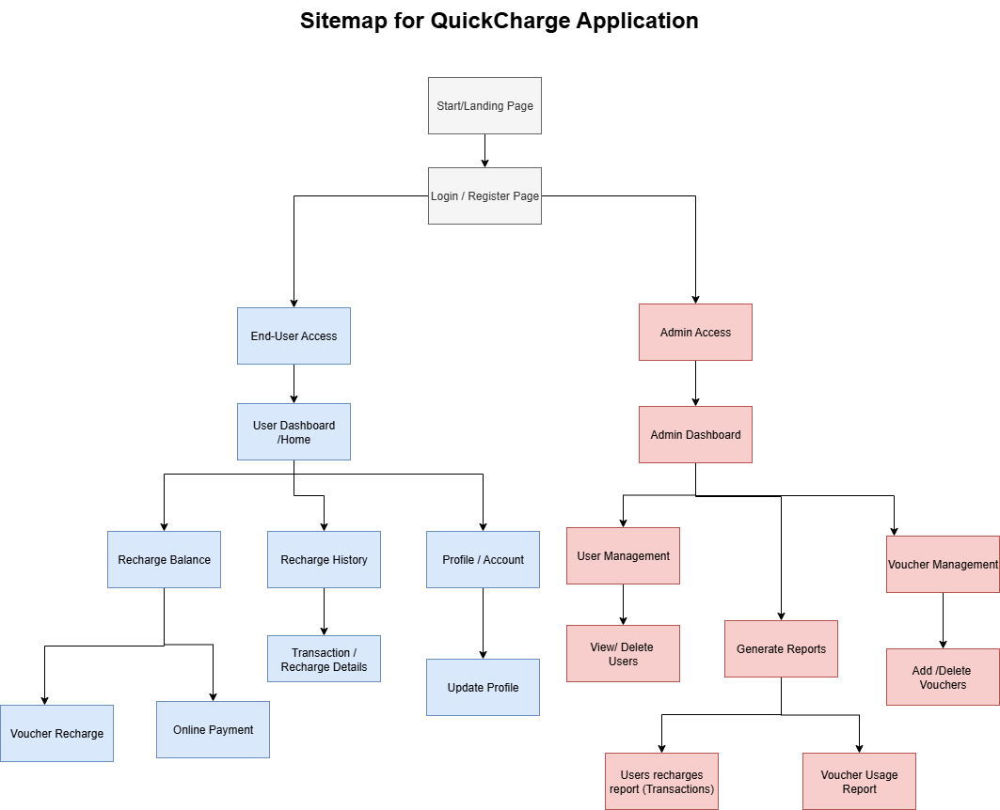 Sitemap for QuickCharge Application
Start/Landing Page
Login / Register Page
End-User Access
Admin Access
User Dashboard
/Home
Admin Dashboard
Recharge Balance
Recharge History
Profile / Account
User Management
Voucher Management
Transaction /
Recharge Details
View/ Delete
Users
Generate Reports
Add /Delete
Vouchers
Update Profile
Voucher Recharge
Online Payment
Users recharges
report (Transactions)
Voucher Usage
Report